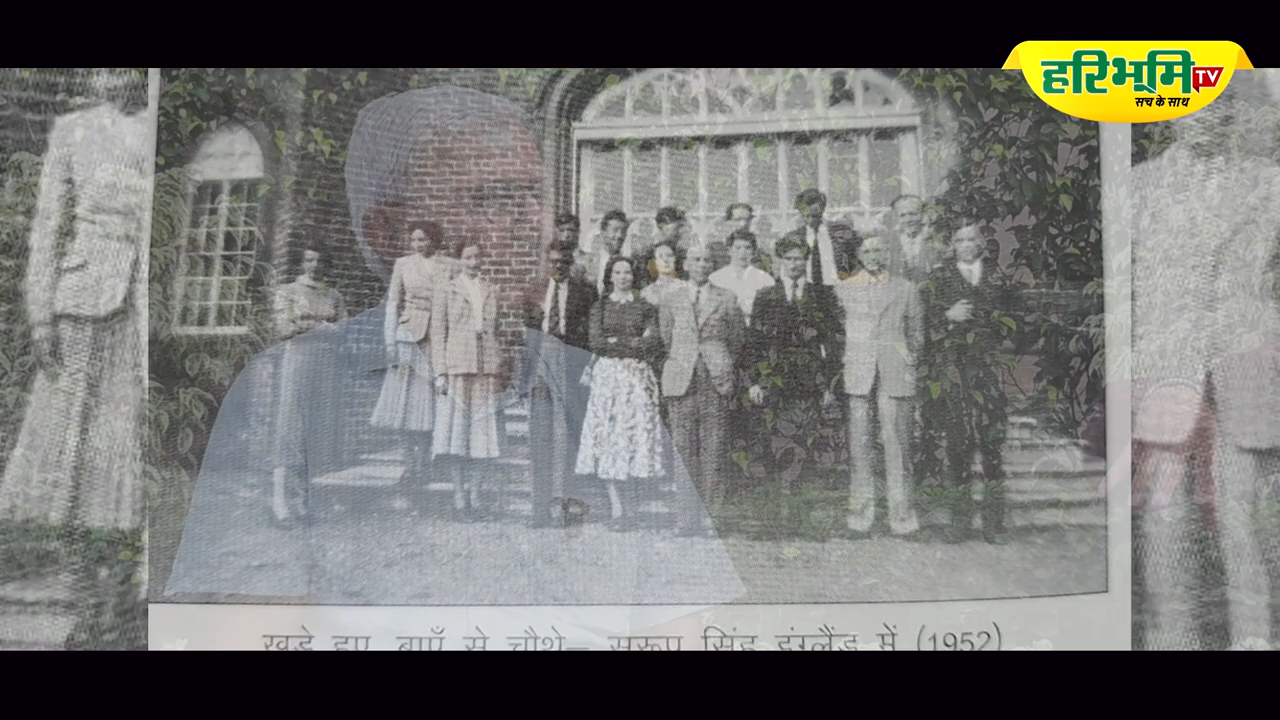 हरिभूमि TV
सच के साथ
खड़े हुए बाएँ से चौथे– सरूप सिंह इंग्लैंड में (1952)